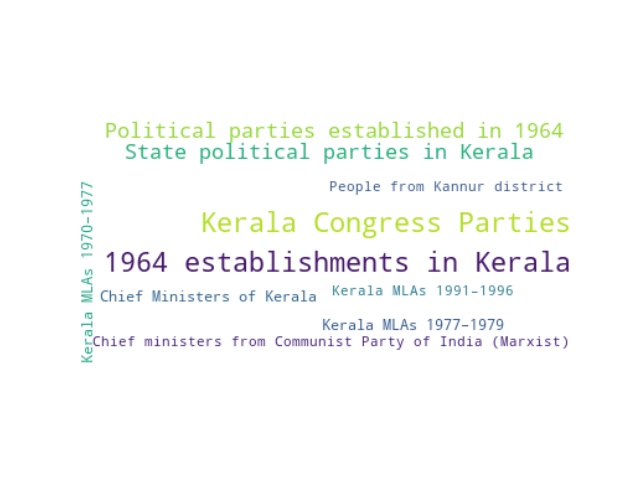 Political parties established in 1964
State political parties in Kerala
People from Kannur district
Kerala Congress Parties
1964 establishments in Kerala
Chief Ministers of Kerala
Kerala MLAs 1991–1996
Kerala MLAs 1977–1979
Chief ministers from Communist Party of India (Marxist)
Kerala MLAs 1970–1977